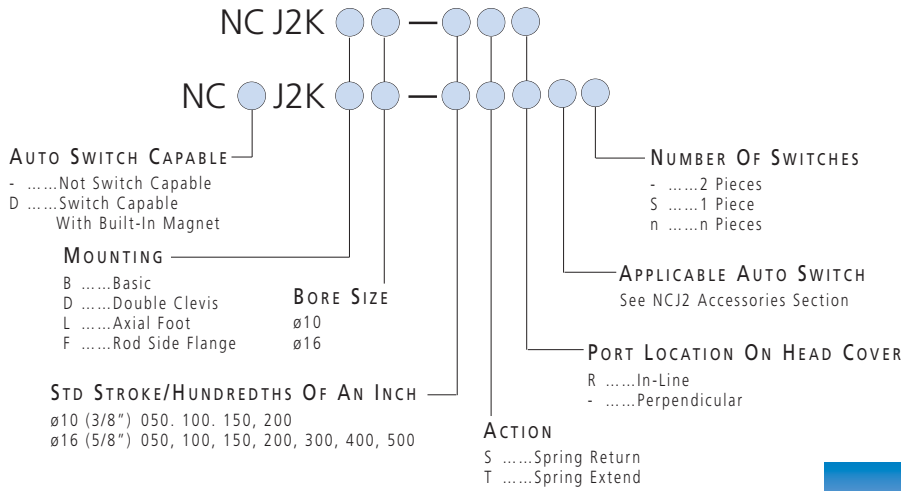 NC J2K —
NC J2K —
AUTO SWITCH CAPABLE
- ......Not Switch Capable
D ......Switch Capable
With Built-In Magnet
MOUNTING
B ......Basic
D ......Double Clevis
L ......Axial Foot
F ......Rod Side Flange
BORE SIZE
ø10
ø16
STD STROKE/HUNDREDTHS OF AN INCH
ø10 (3/8") 050. 100. 150, 200
ø16 (5/8") 050, 100, 150, 200, 300, 400, 500
NUMBER OF SWITCHES
- ......2 Pieces
S ......1 Piece
n ......n Pieces
APPLICABLE AUTO SWITCH
See NCJ2 Accessories Section
PORT LOCATION ON HEAD COVER
R ......In-Line
- ......Perpendicular
ACTION
S ......Spring Return
T ......Spring Extend